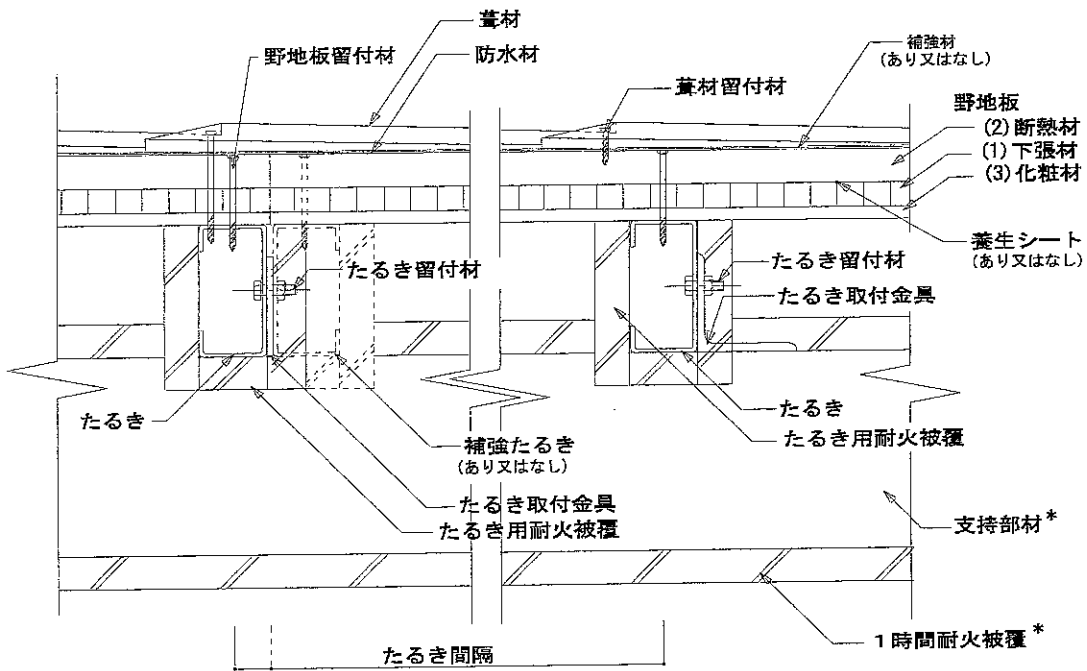 葺材
野地板留付材
防水材
補強材
(あり又はなし)
葺材留付材
野地板
(2)断熱材
(1)下張材
(3)化粧材
養生シート
(あり又はなし)
たるき留付材
たるき留付材
たるき取付金具
たるき
たるき
たるき用耐火被覆
補強たるき
(あり又はなし)
たるき取付金具
たるき用耐火被覆
支持部材*
1時間耐火被覆*
たるき間隔